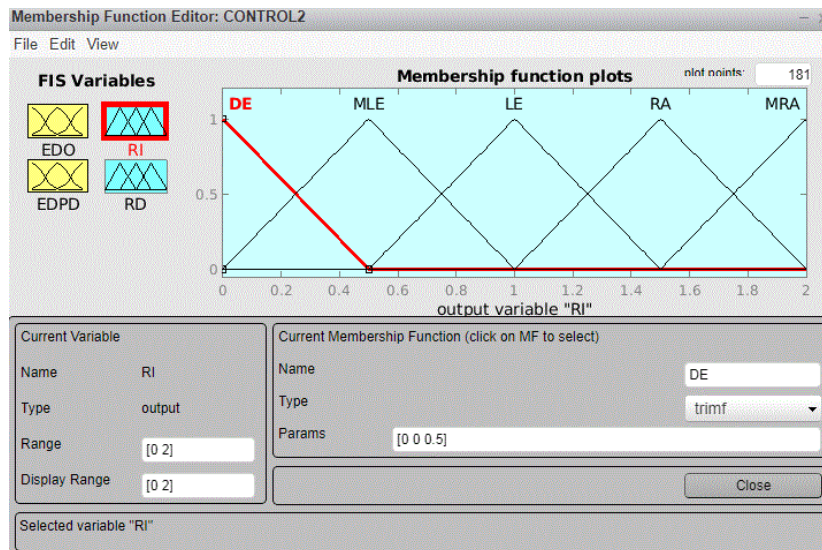 Membership Function Editor: CONTROL2
File Edit View
FIS Variables
EDO
RI
EDPD
RD
Membership function plots
plot points:
181
DE
MLE
LE
RA
MRA
1
0.5
0
0 0.2 0.4 0.6 0.8 1 1.2 1.4 1.6 1.8 2
output variable "RI"
Current Variable
Name RI
Type output
Range [0 2]
Display Range [0 2]
Current Membership Function (click on MF to select)
Name DE
Type trimf
Params [0 0 0.5]
Close
Selected variable "RI"